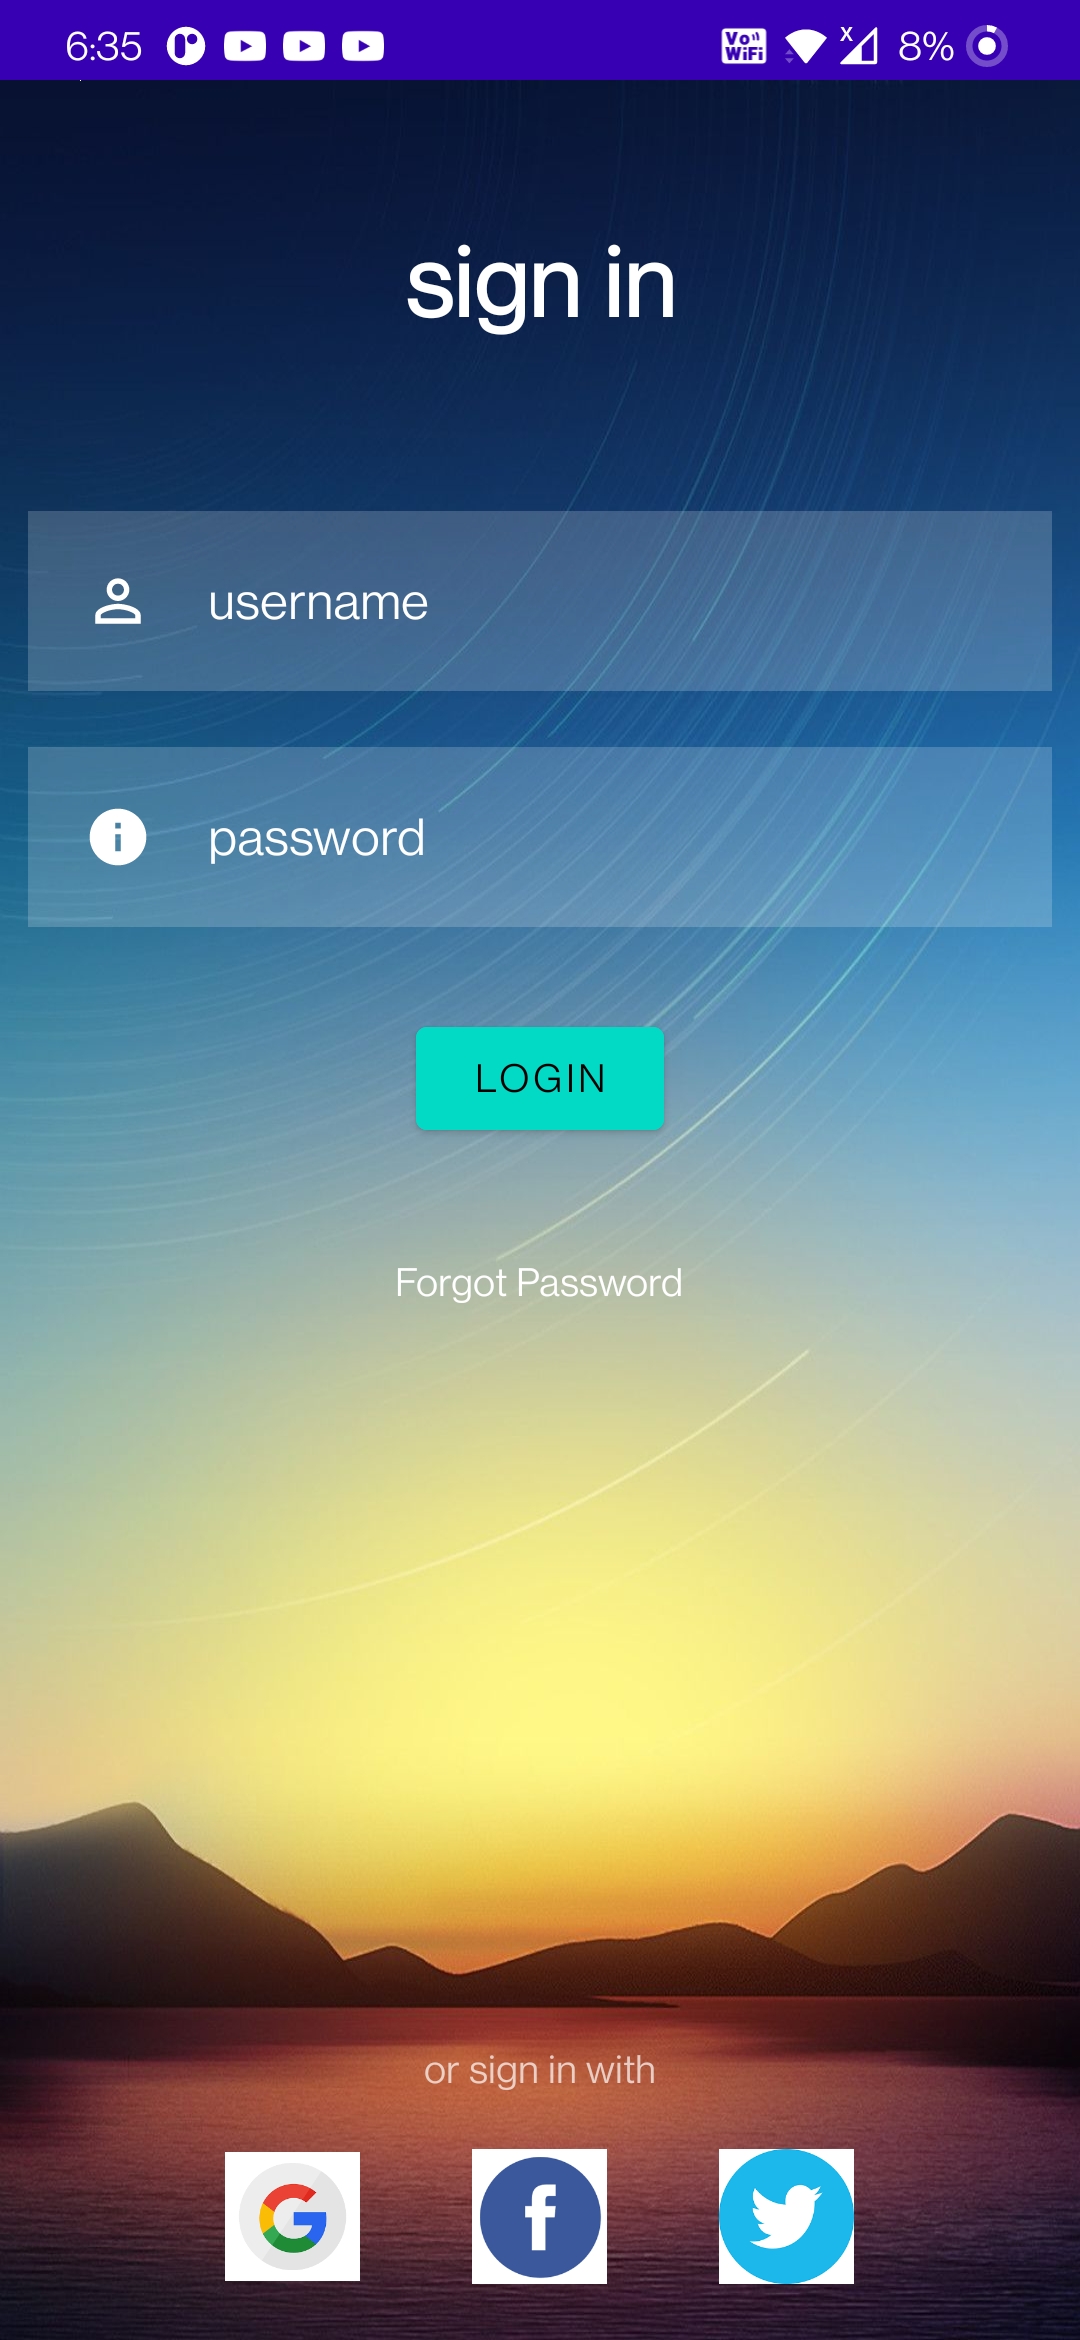 6:35 Vo WiFi X 8%
sign in
username
password
LOGIN
Forgot Password
or sign in with
G f